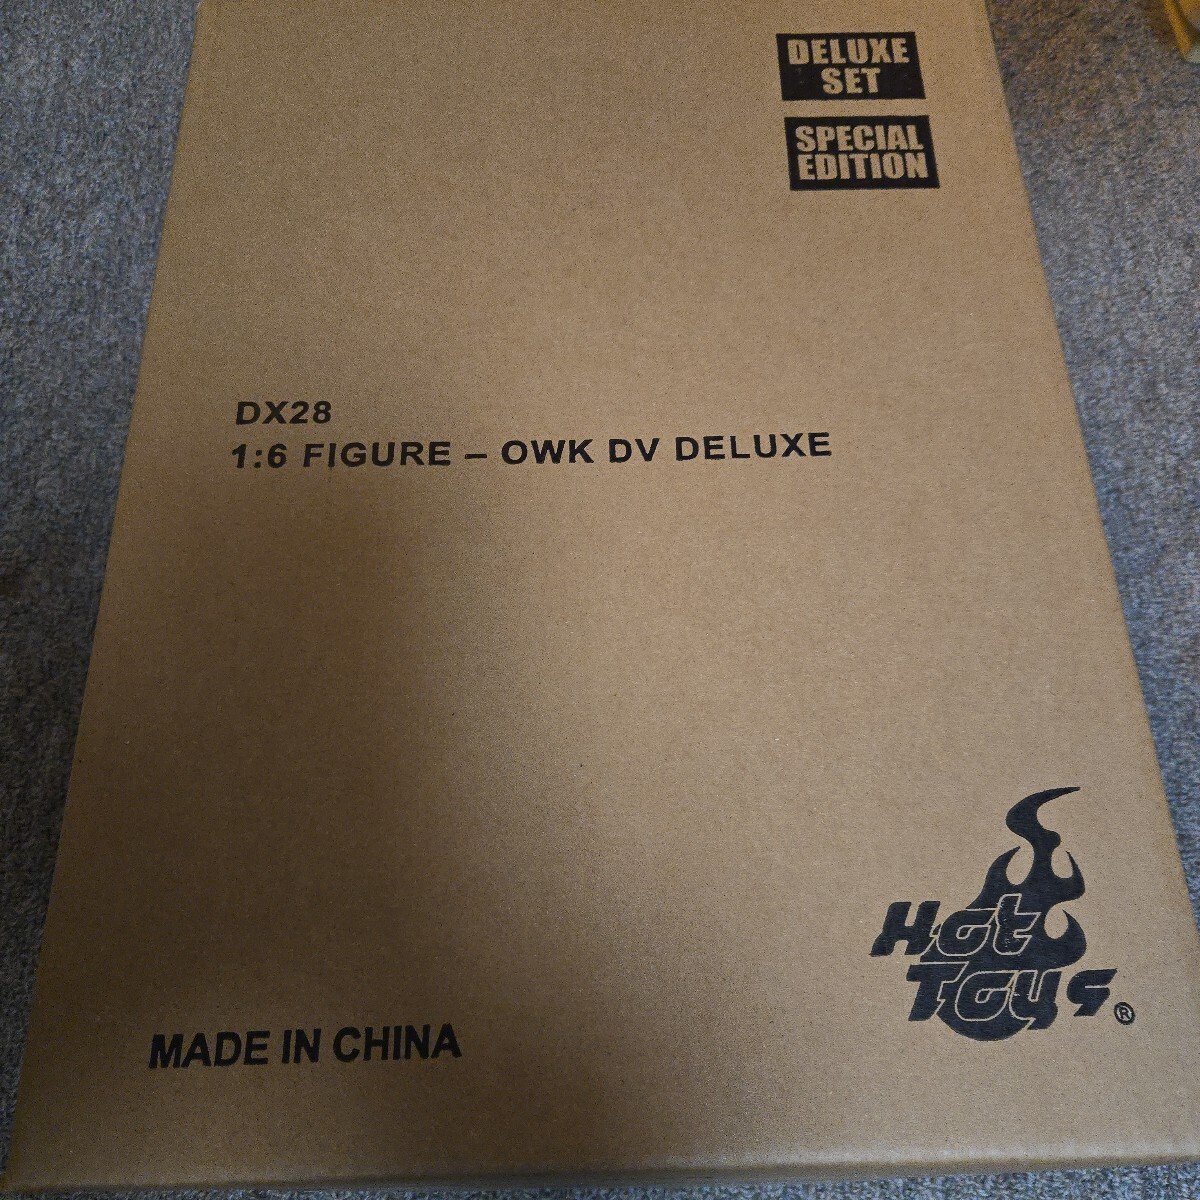 DELUXE
SET
SPECIAL
EDITION
DX28
1:6 FIGURE – OWK DV DELUXE
Hot
Toys®
MADE IN CHINA